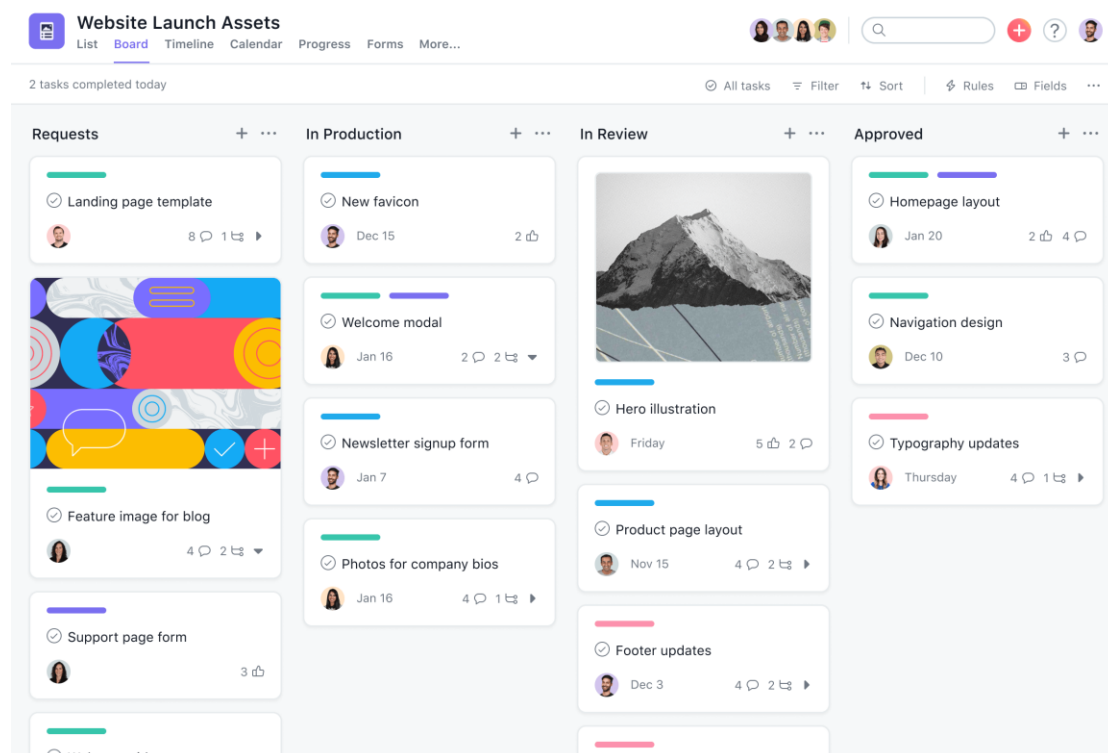 Website Launch Assets
List Board Timeline Calendar Progress Forms More...
2 tasks completed today
All tasks Filter Sort Rules Fields
Requests
Landing page template
8 1
Feature image for blog
4 2
Support page form
3
In Production
New favicon
Dec 15 2
Welcome modal
Jan 16 2 2
Newsletter signup form
Jan 7 4
Photos for company bios
Jan 16 4 1
In Review
Hero illustration
Friday 5 2
Product page layout
Nov 15 4 2
Footer updates
Dec 3 4 2
Approved
Homepage layout
Jan 20 2 4
Navigation design
Dec 10 3
Typography updates
Thursday 4 1